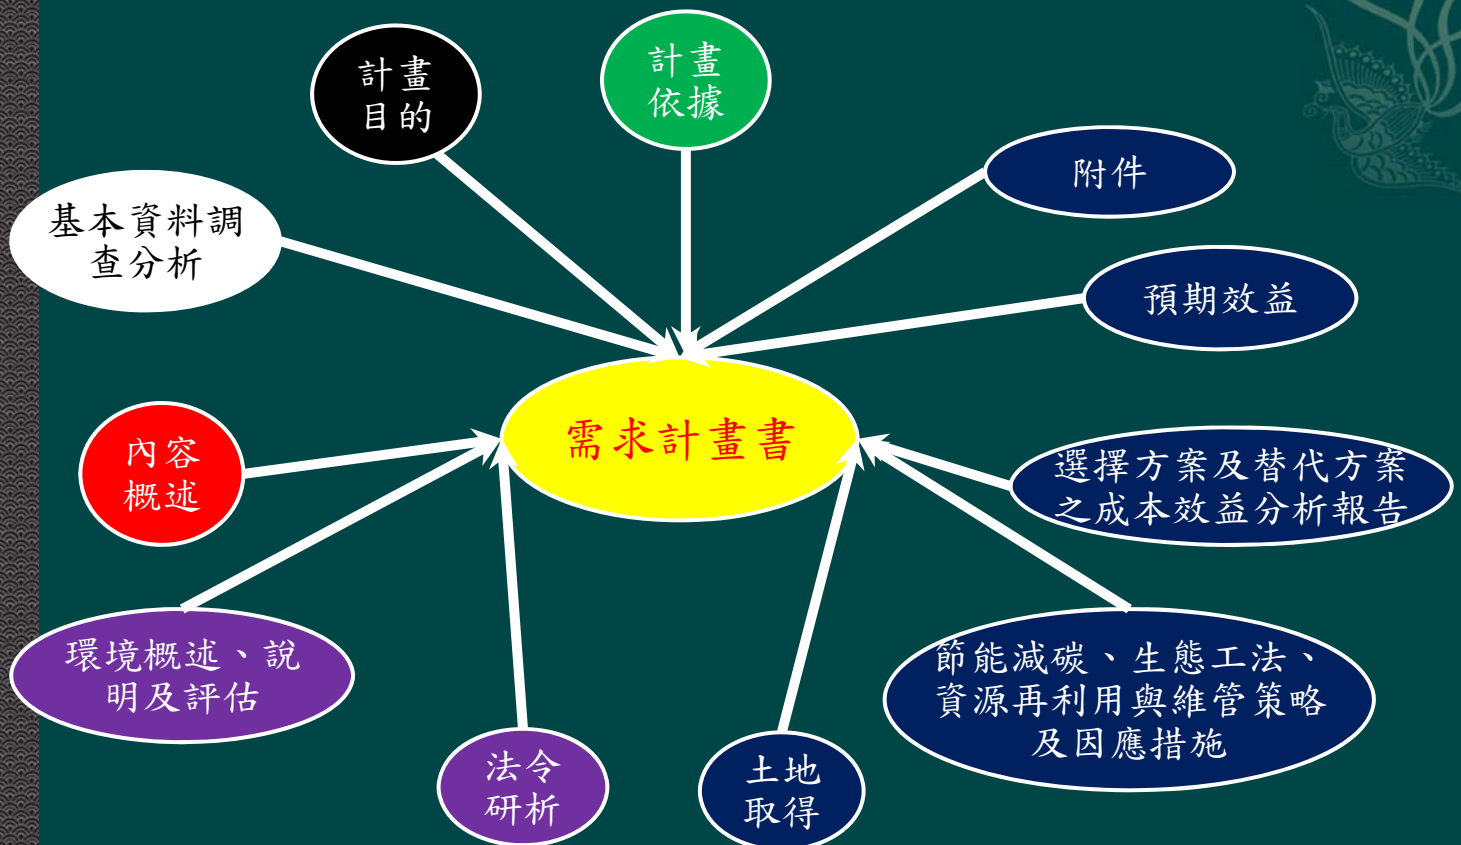 計畫
目的
計畫
依據
附件
基本資料調
查分析
預期效益
需求計畫書
內容
概述
選擇方案及替代方案
之成本效益分析報告
環境概述、說
明及評估
節能減碳、生態工法、
資源再利用與維管策略
及因應措施
法令
研析
土地
取得